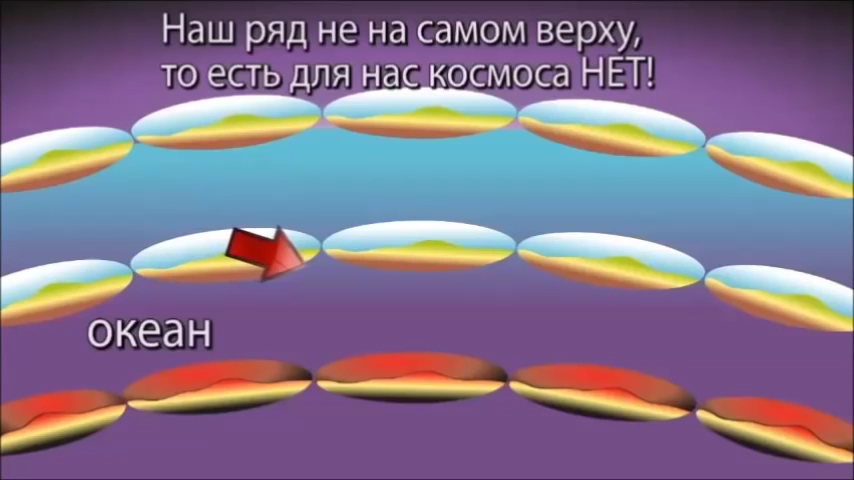 Наш ряд не на самом верху,
то есть для нас космоса НЕТ!
океан